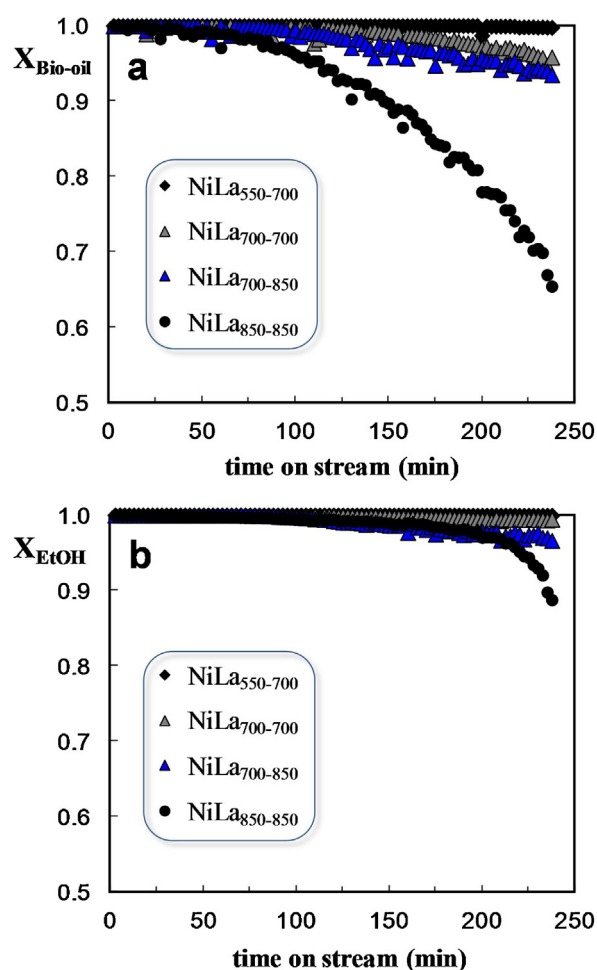 1.0
X Bio-oil
a
0.9
0.8
0.7
0.6
0.5
NiLa550-700
NiLa700-700
NiLa700-850
NiLa850-850
0 50 100 150 200 250
time on stream (min)
1.0
X EtOH
b
0.9
0.8
0.7
0.6
0.5
NiLa550-700
NiLa700-700
NiLa700-850
NiLa850-850
0 50 100 150 200 250
time on stream (min)